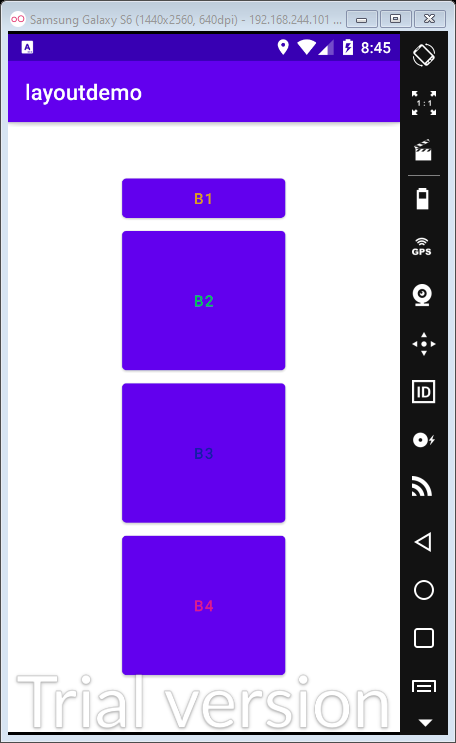 Samsung Galaxy S6 (1440x2560, 640dpi) - 192.168.244.101 ...
A
8:45
layoutdemo
1:1
B1
B2
GPS
B3
ID
B4
Trial version